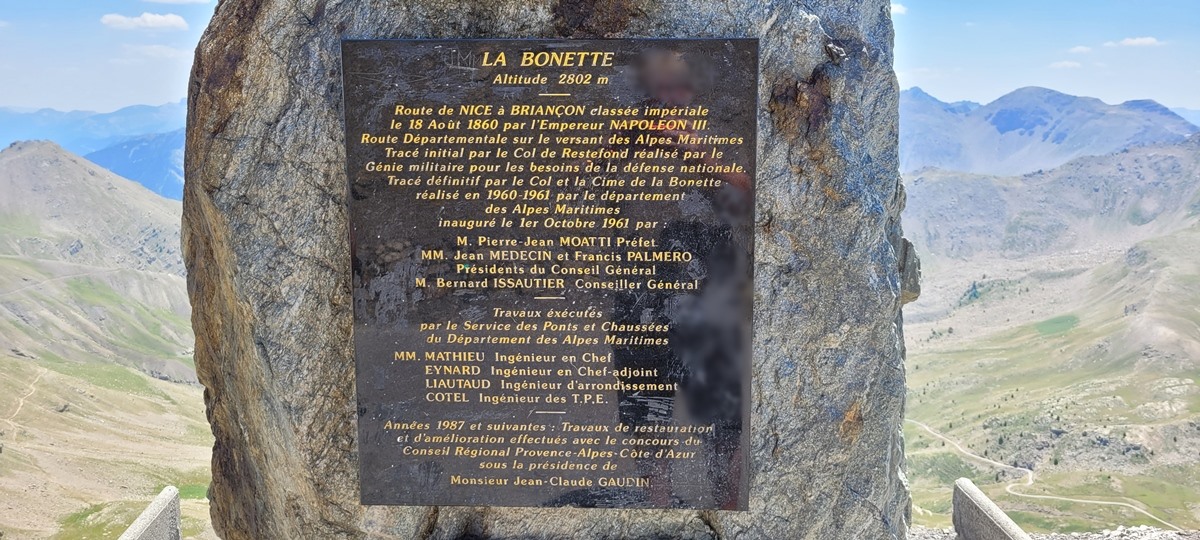 LA BONETTE
Altitude 2802 m
Route de NICE à BRIANÇON classée impériale
le 18 Août 1860 par l'Empereur NAPOLEON III.
Route Départementale sur le versant des Alpes Maritimes
Tracé initial par le Col de Restefond réalisé par le
Génie militaire pour les besoins de la défense nationale.
Tracé définitif par le Col et la Cime de la Bonette
réalisé en 1960-1961 par le département
des Alpes Maritimes
inauguré le 1er Octobre 1961 par :
M. Pierre-Jean MOATTI Préfet
MM. Jean MEDECIN et Francis PALMERO
Présidents du Conseil Général
M. Bernard ISSAUTIER Conseiller Général
Travaux éxécutés
par le Service des Ponts et Chaussées
du Département des Alpes Maritimes
MM. MATHIEU Ingénieur en Chef
EYNARD Ingénieur en Chef-adjoint
LIAUTAUD Ingénieur d'arrondissement
COTEL Ingénieur des T.P.E.
Années 1987 et suivantes : Travaux de restauration
et d'amélioration effectués avec le concours du
Conseil Régional Provence-Alpes-Côte d'Azur
sous la présidence de
Monsieur Jean-Claude GAUDIN